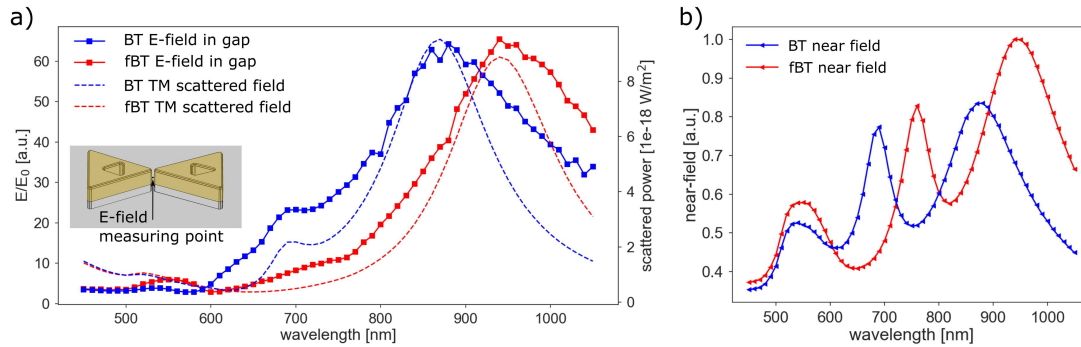 a)
BT E-field in gap
fBT E-field in gap
BT TM scattered field
fBT TM scattered field
E-field
measuring point
E/E0 [a.u.]
60
50
40
30
20
10
0
500
600
700
800
900
1000
wavelength [nm]
8
6
4
2
0
scattered power [1e-18 W/m²]
b)
BT near field
fBT near field
near-field [a.u.]
1.0
0.9
0.8
0.7
0.6
0.5
0.4
500
600
700
800
900
1000
wavelength [nm]